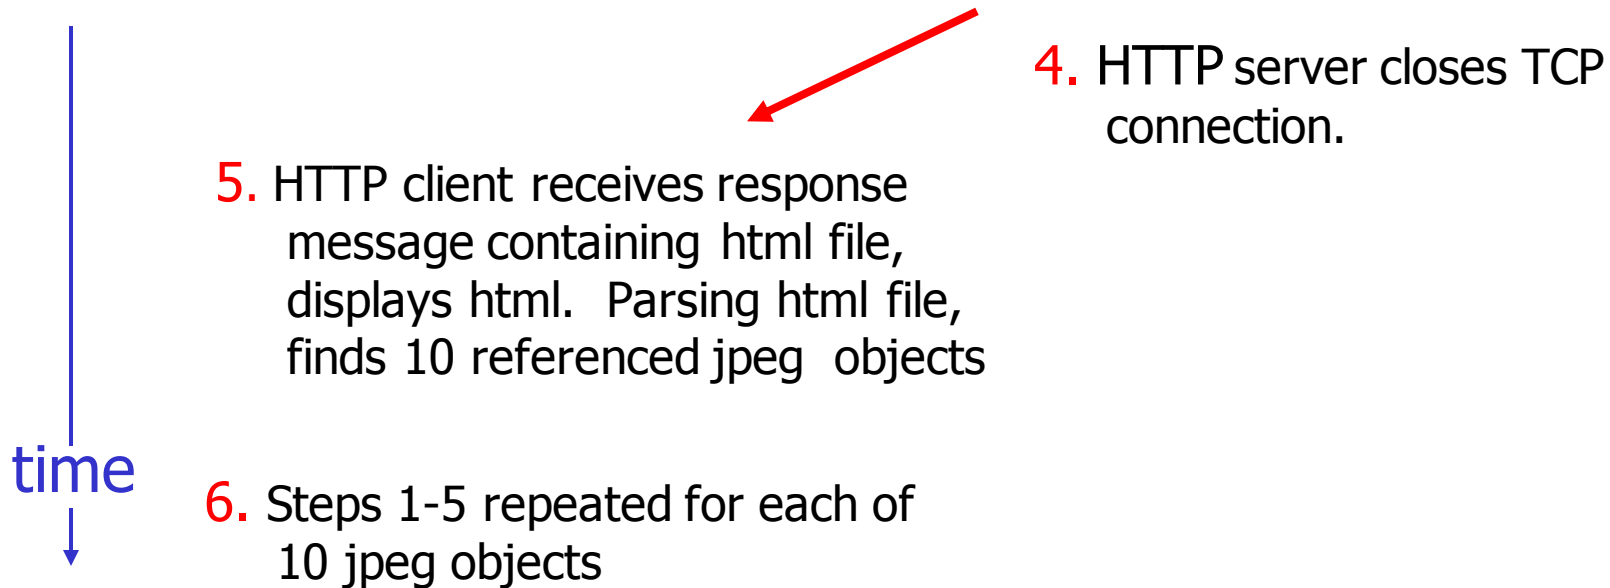 4. HTTP server closes TCP
connection.
5. HTTP client receives response
message containing html file,
displays html. Parsing html file,
finds 10 referenced jpeg objects
time
6. Steps 1-5 repeated for each of
10 jpeg objects